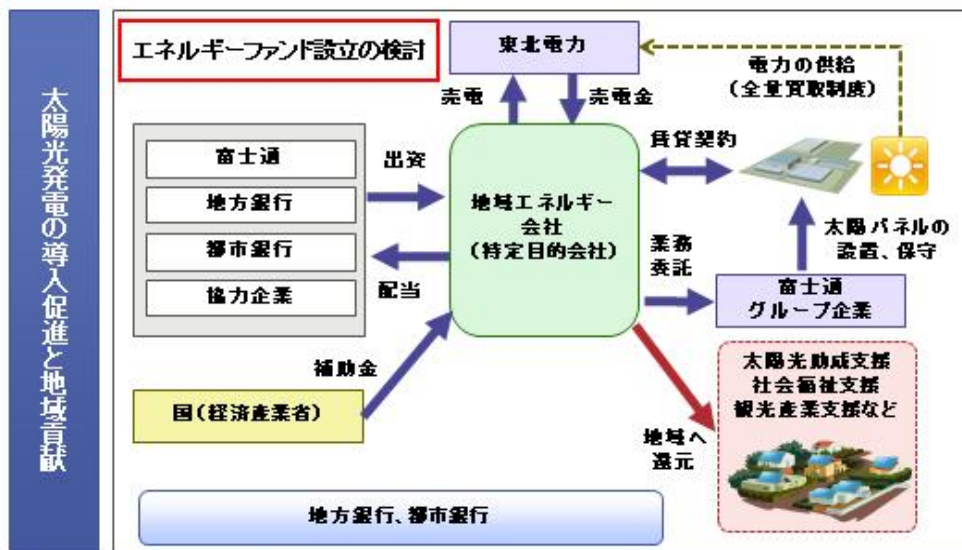 太陽光発電の導入促進と地域貢献
エネルギーファンド設立の検討
東北電力
電力の供給
(全量買取制度)
売電
売電金
富士通
地方銀行
都市銀行
協力企業
出資
配当
地域エネルギー
会社
(特定目的会社)
賃貸契約
太陽パネルの
設置、保守
業務
委託
富士通
グループ企業
補助金
国(経済産業省)
地域へ
還元
太陽光助成支援
社会福祉支援
観光産業支援など
地方銀行、都市銀行